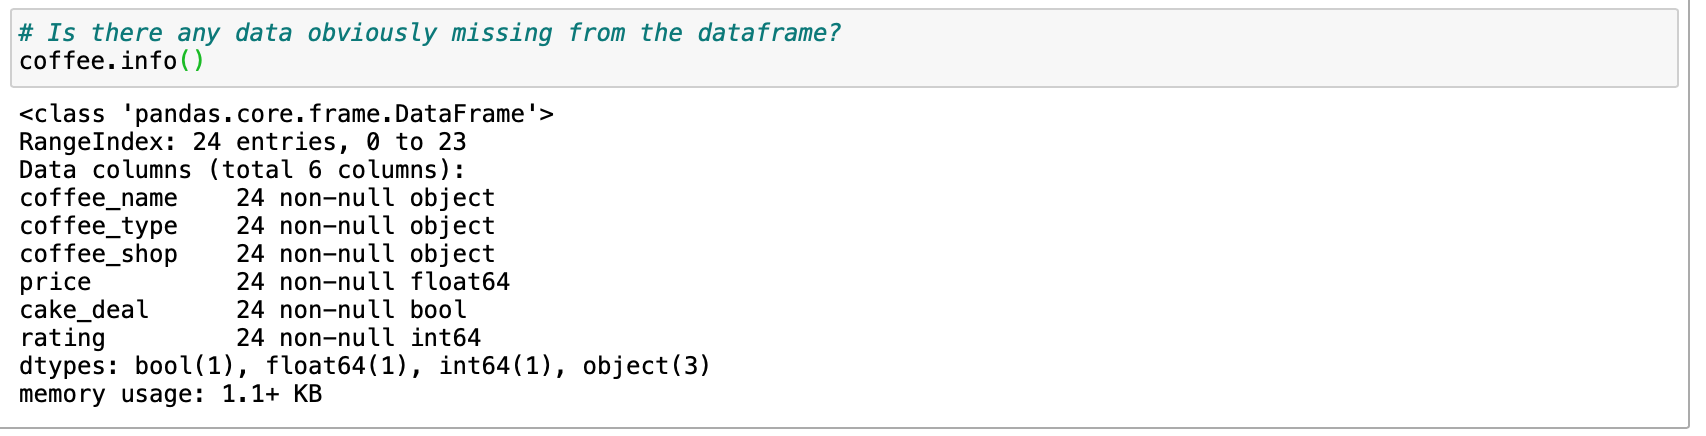 # Is there any data obviously missing from the dataframe?
coffee.info()
<class 'pandas.core.frame.DataFrame'>
RangeIndex: 24 entries, 0 to 23
Data columns (total 6 columns):
coffee_name    24 non-null object
coffee_type    24 non-null object
coffee_shop    24 non-null object
price          24 non-null float64
cake_deal      24 non-null bool
rating         24 non-null int64
dtypes: bool(1), float64(1), int64(1), object(3)
memory usage: 1.1+ KB